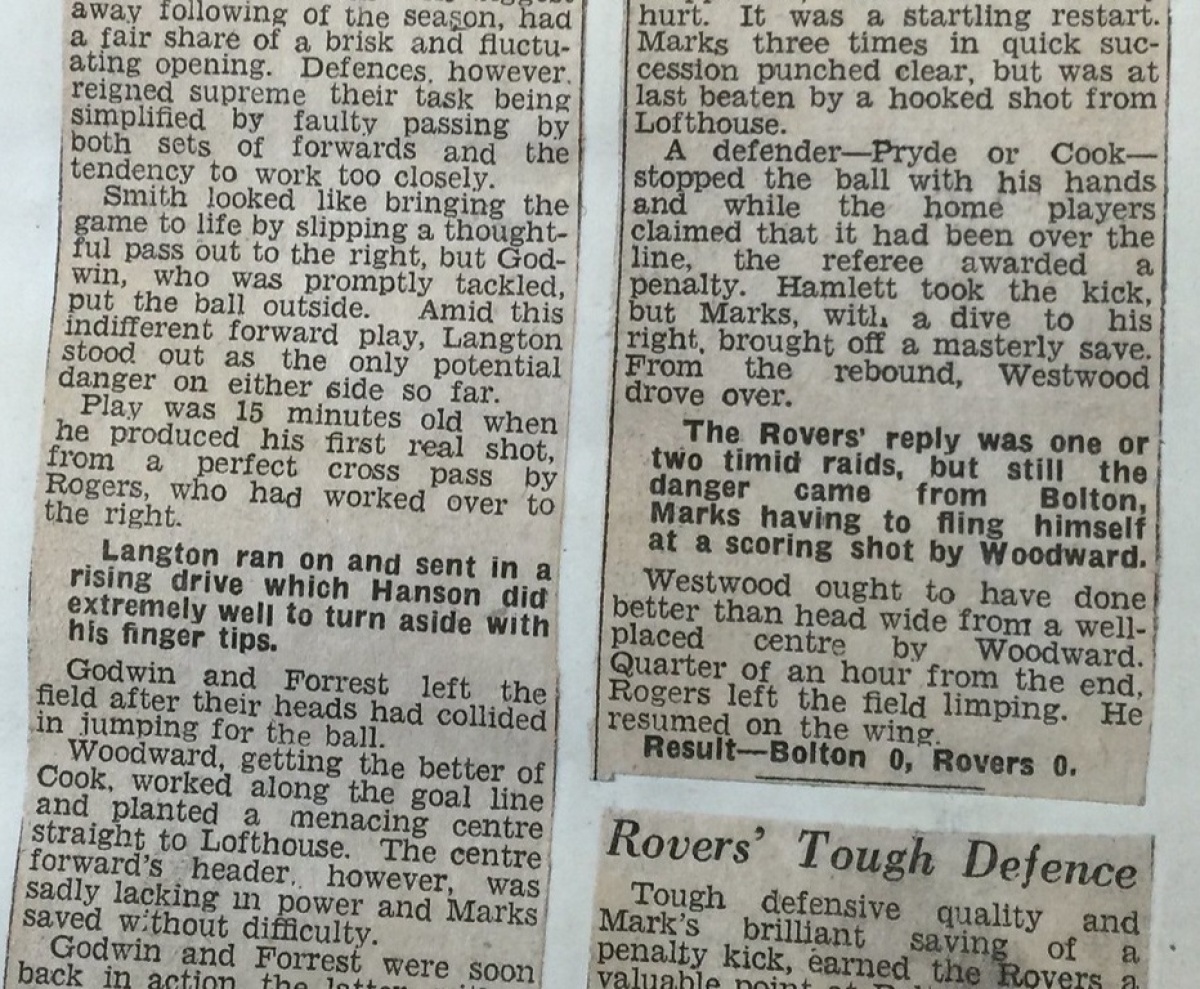 away following of the season, had
a fair share of a brisk and fluctu-
ating opening. Defences, however,
reigned supreme their task being
simplified by faulty passing by
both sets of forwards and the
tendency to work too closely.
Smith looked like bringing the
game to life by slipping a thought-
ful pass out to the right, but God-
win, who was promptly tackled,
put the ball outside. Amid this
indifferent forward play, Langton
stood out as the only potential
danger on either side so far.
Play was 15 minutes old when
he produced his first real shot,
from a perfect cross pass by
Rogers, who had worked over to
the right.
Langton ran on and sent in a
rising drive which Hanson did
extremely well to turn aside with
his finger tips.
Godwin and Forrest left the
field after their heads had collided
in jumping for the ball.
Woodward, getting the better of
Cook, worked along the goal line
and planted a menacing centre
straight to Lofthouse. The centre
forward's header, however, was
sadly lacking in power and Marks
saved without difficulty.
Godwin and Forrest were soon
back in action the
hurt. It was a startling restart.
Marks three times in quick suc-
cession punched clear, but was at
last beaten by a hooked shot from
Lofthouse.
A defender—Pryde or Cook—
stopped the ball with his hands
and while the home players
claimed that it had been over the
line, the referee awarded a
penalty. Hamlett took the kick,
but Marks, with a dive to his
right, brought off a masterly save.
From the rebound, Westwood
drove over.
The Rovers' reply was one or
two timid raids, but still the
danger came from Bolton,
Marks having to fling himself
at a scoring shot by Woodward.
Westwood ought to have done
better than head wide from a well-
placed centre by Woodward.
Quarter of an hour from the end,
Rogers left the field limping. He
resumed on the wing.
Result—Bolton 0, Rovers 0.
Rovers' Tough Defence
Tough defensive quality and
Mark's brilliant saving of a
penalty kick, earned the Rovers a
valuable point at